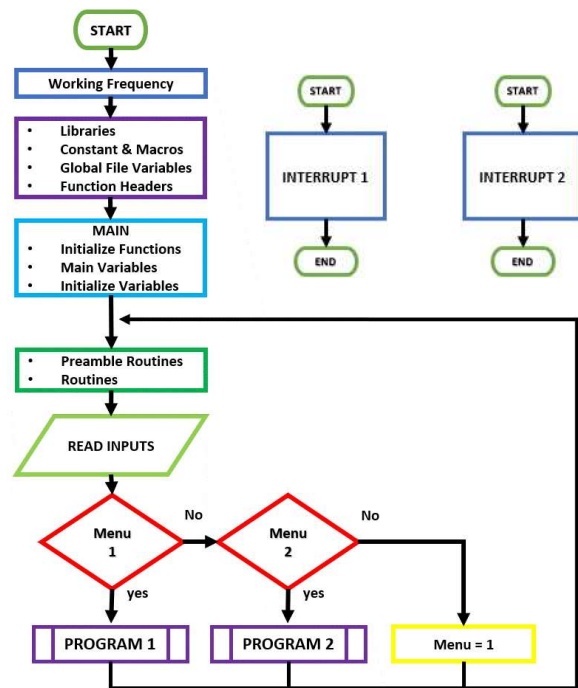 START
Working Frequency
• Libraries
• Constant & Macros
• Global File Variables
• Function Headers
MAIN
• Initialize Functions
• Main Variables
• Initialize Variables
• Preamble Routines
• Routines
READ INPUTS
Menu
1
No
yes
PROGRAM 1
Menu
2
No
yes
PROGRAM 2
Menu = 1
START
INTERRUPT 1
END
START
INTERRUPT 2
END